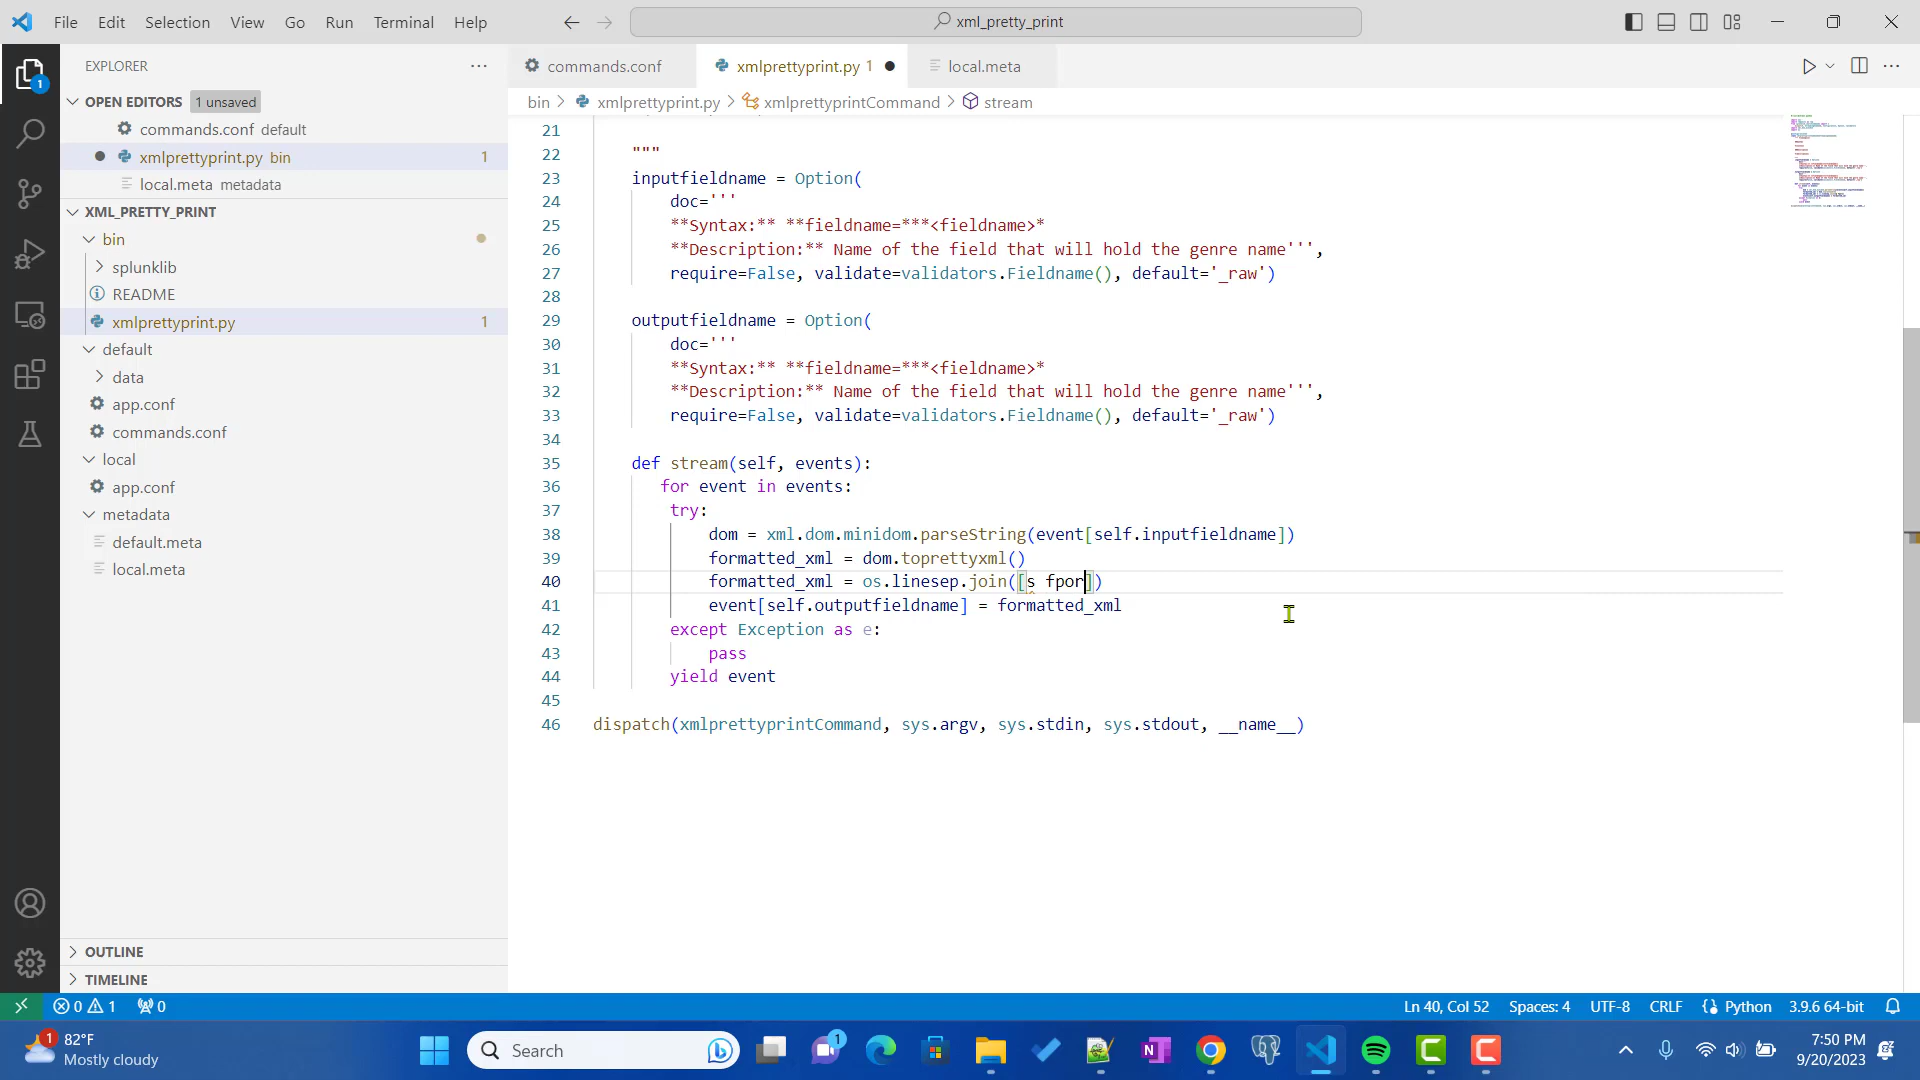 File Edit Selection View Go Run Terminal Help
xml_pretty_print
EXPLORER
OPEN EDITORS 1 unsaved
commands.conf default
xmlprettyprint.py bin 1
local.meta metadata
XML_PRETTY_PRINT
bin
splunklib
README
xmlprettyprint.py 1
default
data
app.conf
commands.conf
local
app.conf
metadata
default.meta
local.meta
OUTLINE
TIMELINE
commands.conf xmlprettyprint.py 1 local.meta
bin > xmlprettyprint.py > xmlprettyprintCommand > stream
21
22 """
23 inputfieldname = Option(
24 doc='''
25 **Syntax:** **fieldname=***<fieldname>*
26 **Description:** Name of the field that will hold the genre name''',
27 require=False, validate=validators.Fieldname(), default='_raw')
28
29 outputfieldname = Option(
30 doc='''
31 **Syntax:** **fieldname=***<fieldname>*
32 **Description:** Name of the field that will hold the genre name''',
33 require=False, validate=validators.Fieldname(), default='_raw')
34
35 def stream(self, events):
36 for event in events:
37 try:
38 dom = xml.dom.minidom.parseString(event[self.inputfieldname])
39 formatted_xml = dom.toprettyxml()
40 formatted_xml = os.linesep.join([s fpor])
41 event[self.outputfieldname] = formatted_xml
42 except Exception as e:
43 pass
44 yield event
45
46 dispatch(xmlprettyprintCommand, sys.argv, sys.stdin, sys.stdout, __name__)
0 1 0 Ln 40, Col 52 Spaces: 4 UTF-8 CRLF Python 3.9.6 64-bit
82°F
Mostly cloudy
Search
7:50 PM
9/20/2023